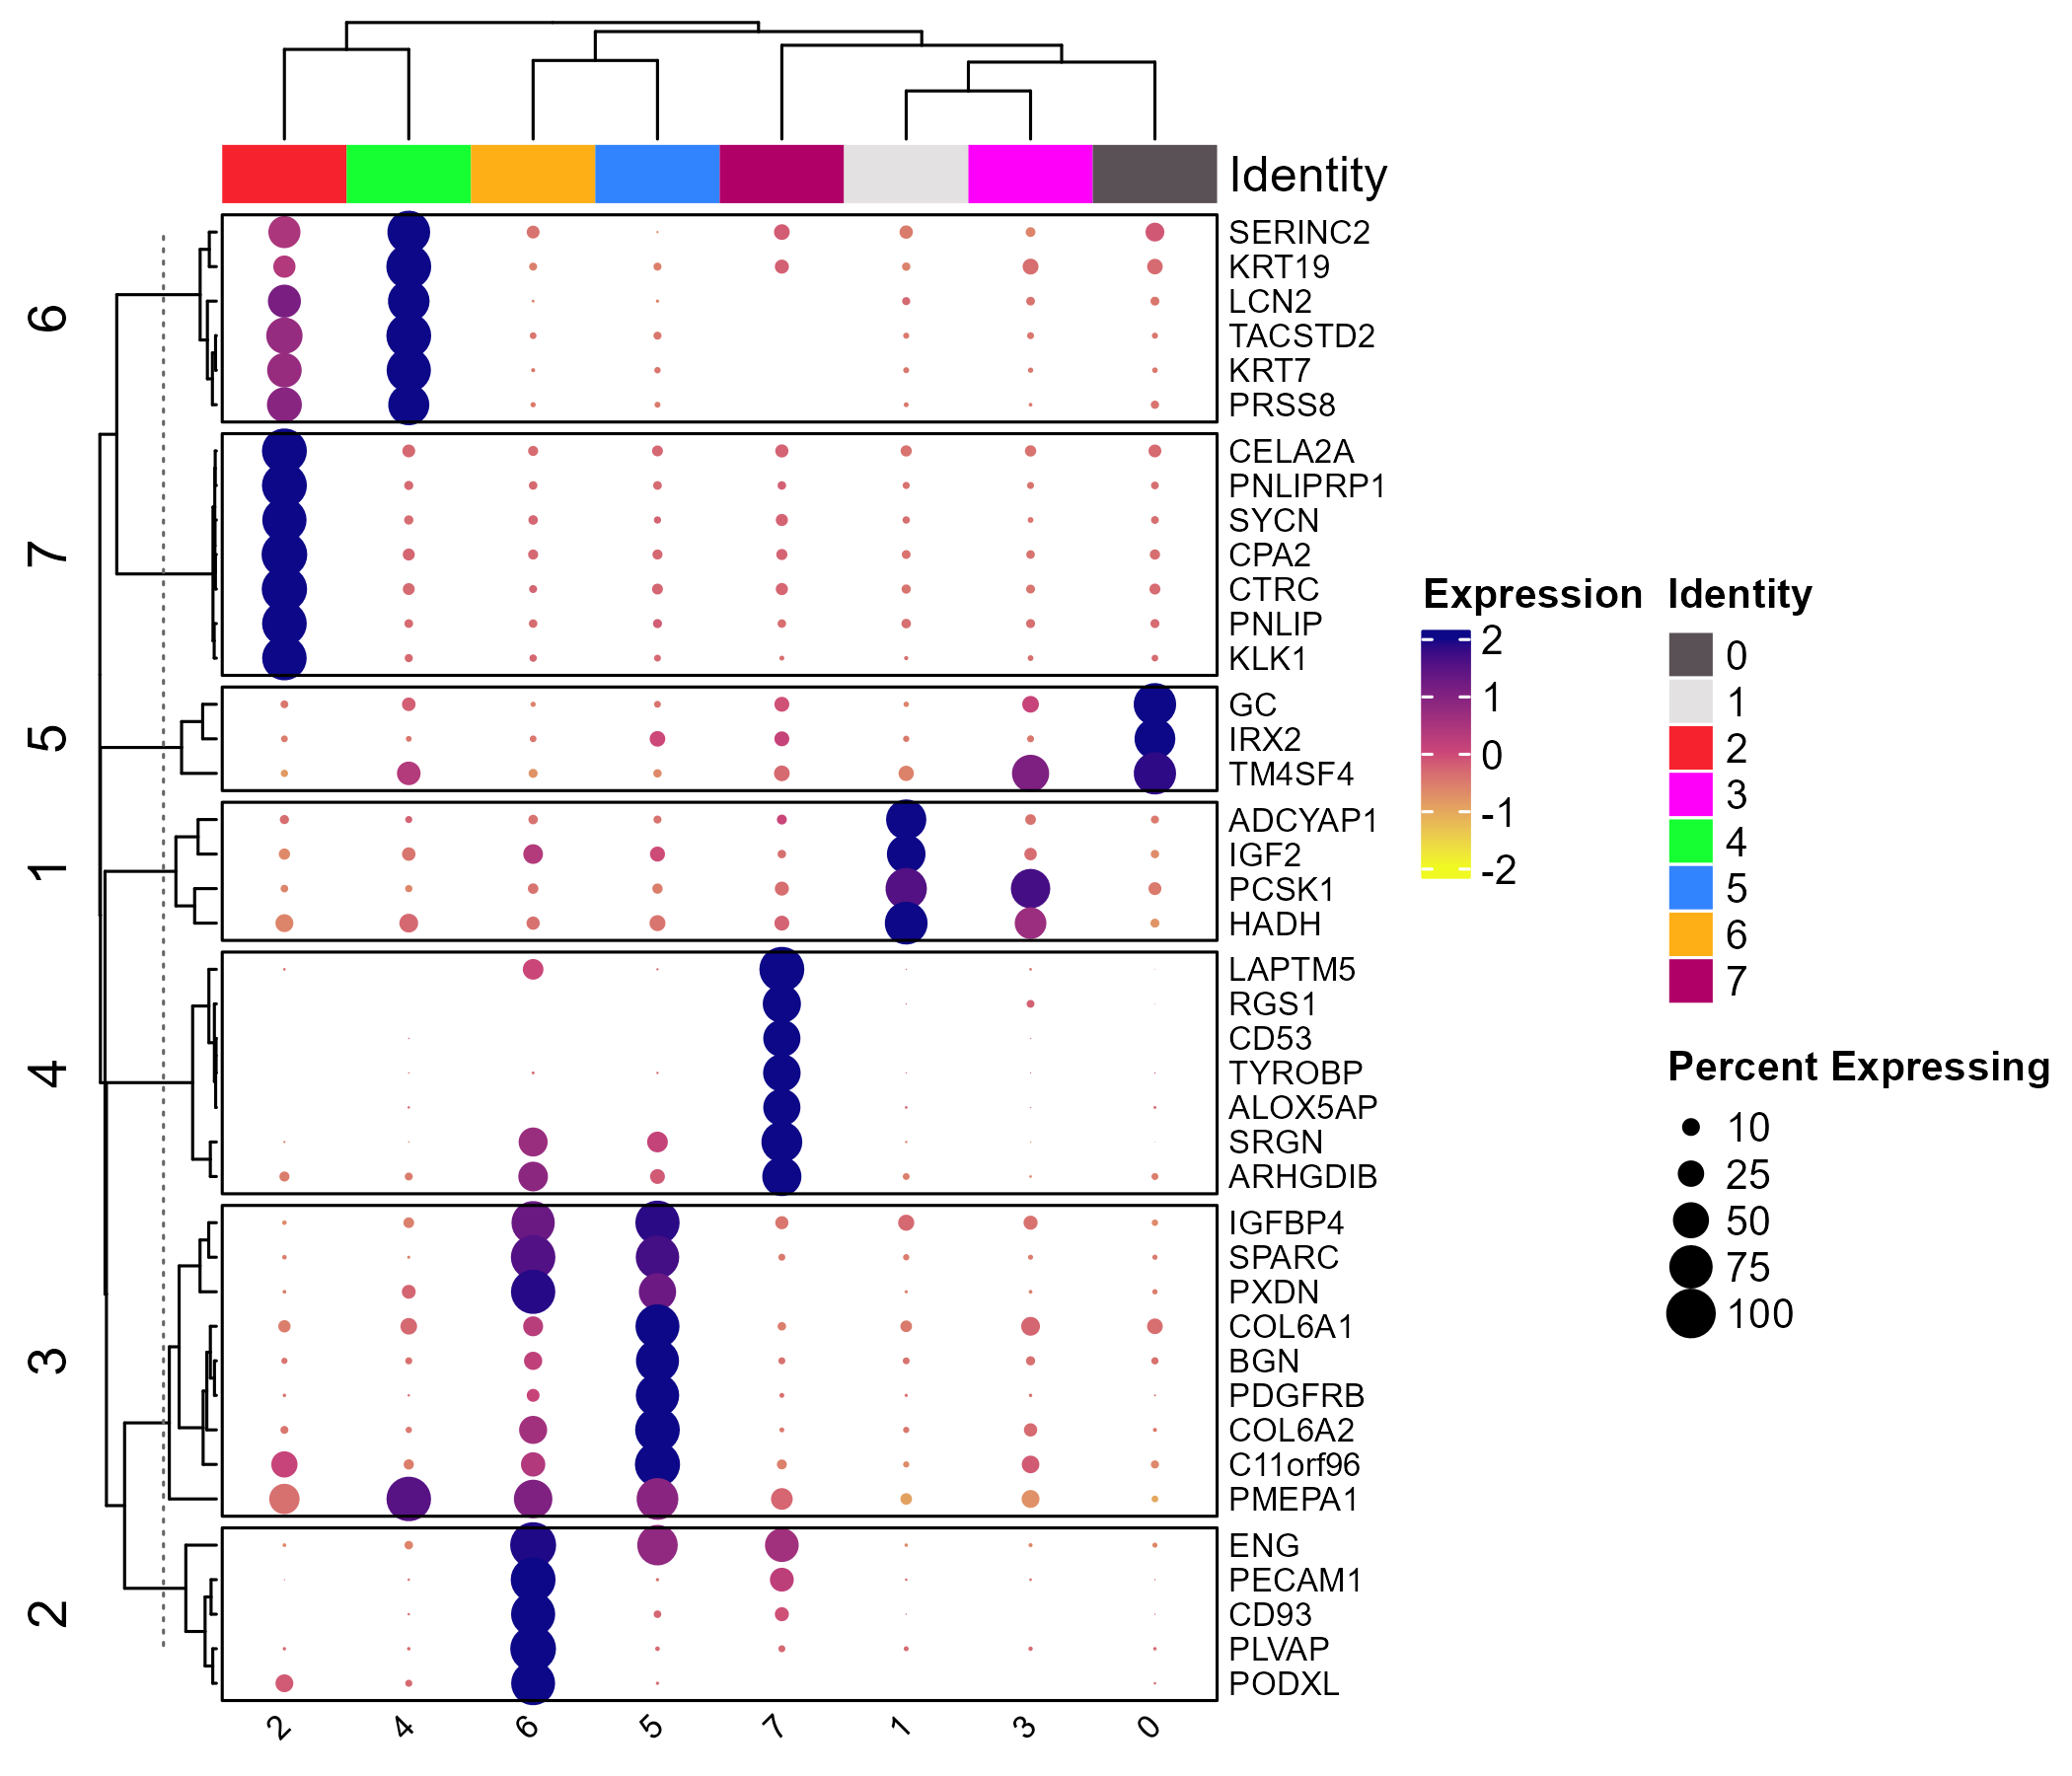 Identity
6
SERINC2
KRT19
LCN2
TACSTD2
KRT7
PRSS8
7
CELA2A
PNLIPRP1
SYCN
CPA2
CTRC
PNLIP
KLK1
5
GC
IRX2
TM4SF4
1
ADCYAP1
IGF2
PCSK1
HADH
4
LAPTM5
RGS1
CD53
TYROBP
ALOX5AP
SRGN
ARHGDIB
3
IGFBP4
SPARC
PXDN
COL6A1
BGN
PDGFRB
COL6A2
C11orf96
PMEPA1
2
ENG
PECAM1
CD93
PLVAP
PODXL
2 4 6 5 7 1 3 0
Expression
2
1
0
-1
-2
Identity
0
1
2
3
4
5
6
7
Percent Expressing
10
25
50
75
100